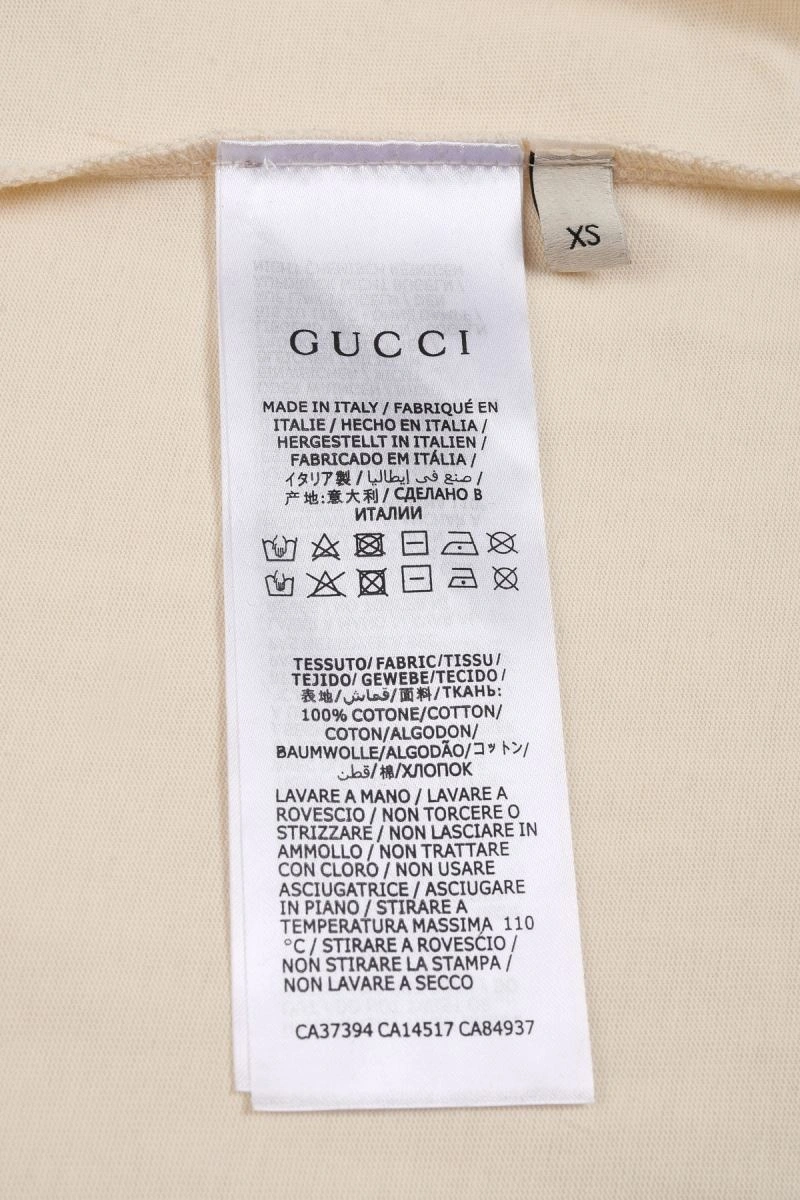 XS
GUCCI
MADE IN ITALY / FABRIQUÉ EN
ITALIE / HECHO EN ITALIA /
HERGESTELLT IN ITALIEN /
FABRICADO EM ITÁLIA /
イタリア製 / صنع في إيطاليا /
产地:意大利 / СДЕЛАНО В
ИТАЛИИ
TESSUTO/ FABRIC/TISSU/
TEJIDO/ GEWEBE/TECIDO/
表地/قماش/面料/ТКАНЬ:
100% COTONE/COTTON/
COTON/ALGODON/
BAUMWOLLE/ALGODÃO/コットン/
قطن/棉/ХЛОПОК
LAVARE A MANO / LAVARE A
ROVESCIO / NON TORCERE O
STRIZZARE / NON LASCIARE IN
AMMOLLO / NON TRATTARE
CON CLORO / NON USARE
ASCIUGATRICE / ASCIUGARE
IN PIANO / STIRARE A
TEMPERATURA MASSIMA 110
°C / STIRARE A ROVESCIO /
NON STIRARE LA STAMPA /
NON LAVARE A SECCO
CA37394 CA14517 CA84937